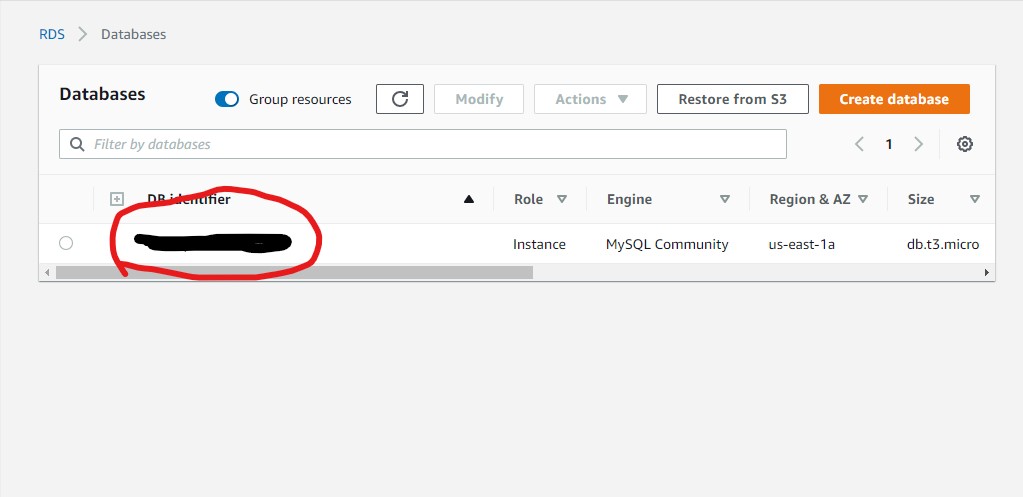 RDS > Databases
Databases Group resources Modify Actions Restore from S3 Create database
Filter by databases 1
DB identifier Role Engine Region & AZ Size
Instance MySQL Community us-east-1a db.t3.micro